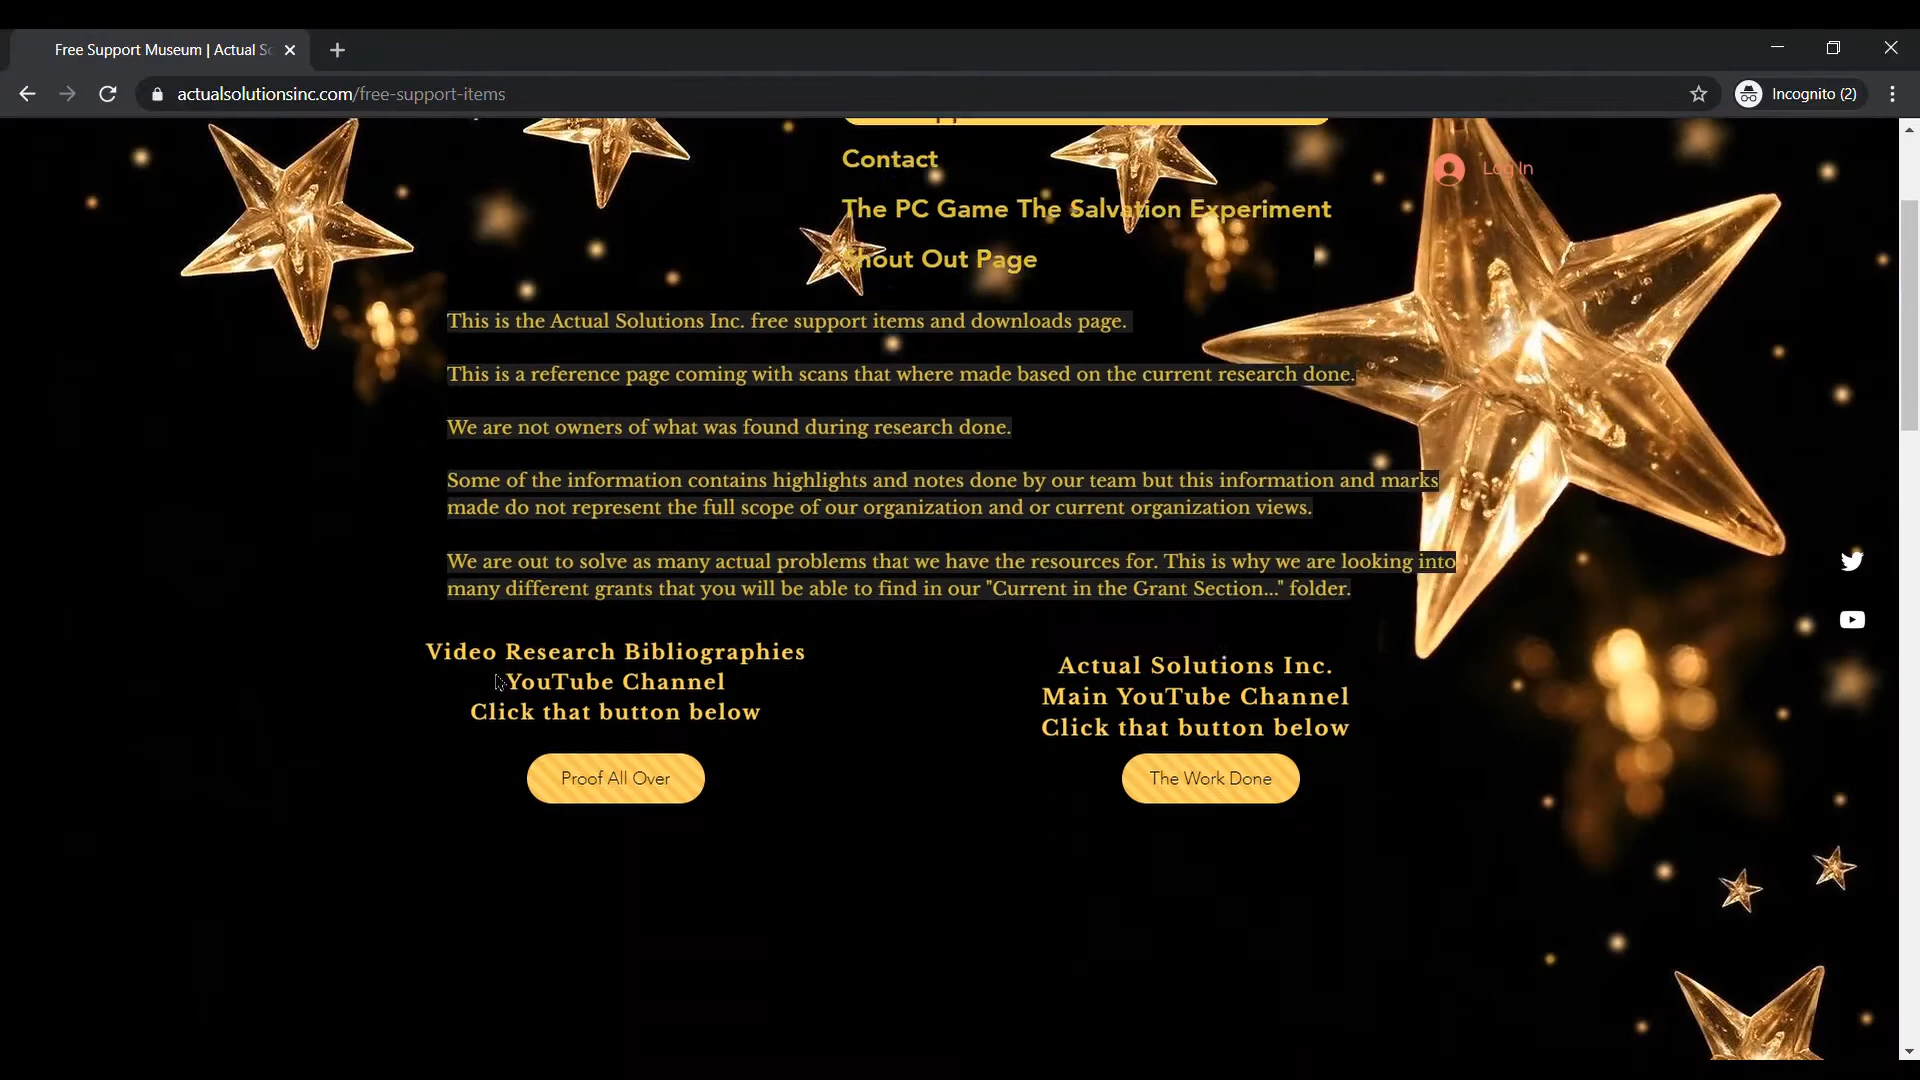 Free Support Museum | Actual
actualsolutionsinc.com/free-support-items
Incognito (2)
Contact
Log In
The PC Game The Salvation Experiment
Shout Out Page
This is the Actual Solutions Inc. free support items and downloads page.
This is a reference page coming with scans that where made based on the current research done.
We are not owners of what was found during research done.
Some of the information contains highlights and notes done by our team but this information and marks
made do not represent the full scope of our organization and or current organization views.
We are out to solve as many actual problems that we have the resources for. This is why we are looking into
many different grants that you will be able to find in our "Current in the Grant Section..." folder.
Video Research Bibliographies
YouTube Channel
Click that button below
Proof All Over
Actual Solutions Inc.
Main YouTube Channel
Click that button below
The Work Done